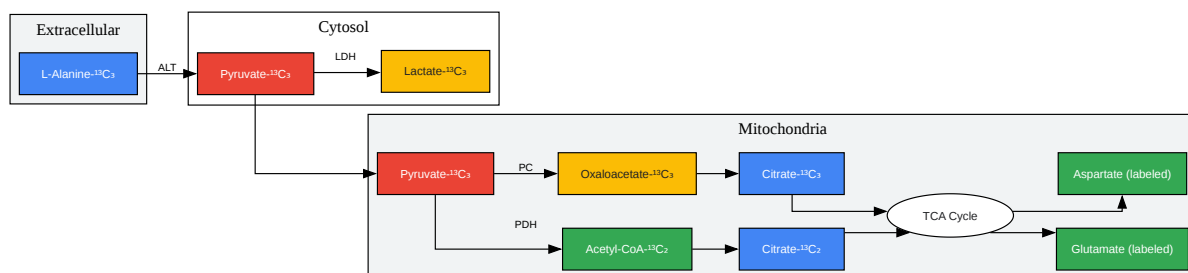 Extracellular
Cytosol
L-Alanine-¹³C₃
ALT
Pyruvate-¹³C₃
LDH
Lactate-¹³C₃
Mitochondria
Pyruvate-¹³C₃
PC
Oxaloacetate-¹³C₃
Citrate-¹³C₃
Aspartate (labeled)
TCA Cycle
PDH
Acetyl-CoA-¹³C₂
Citrate-¹³C₂
Glutamate (labeled)